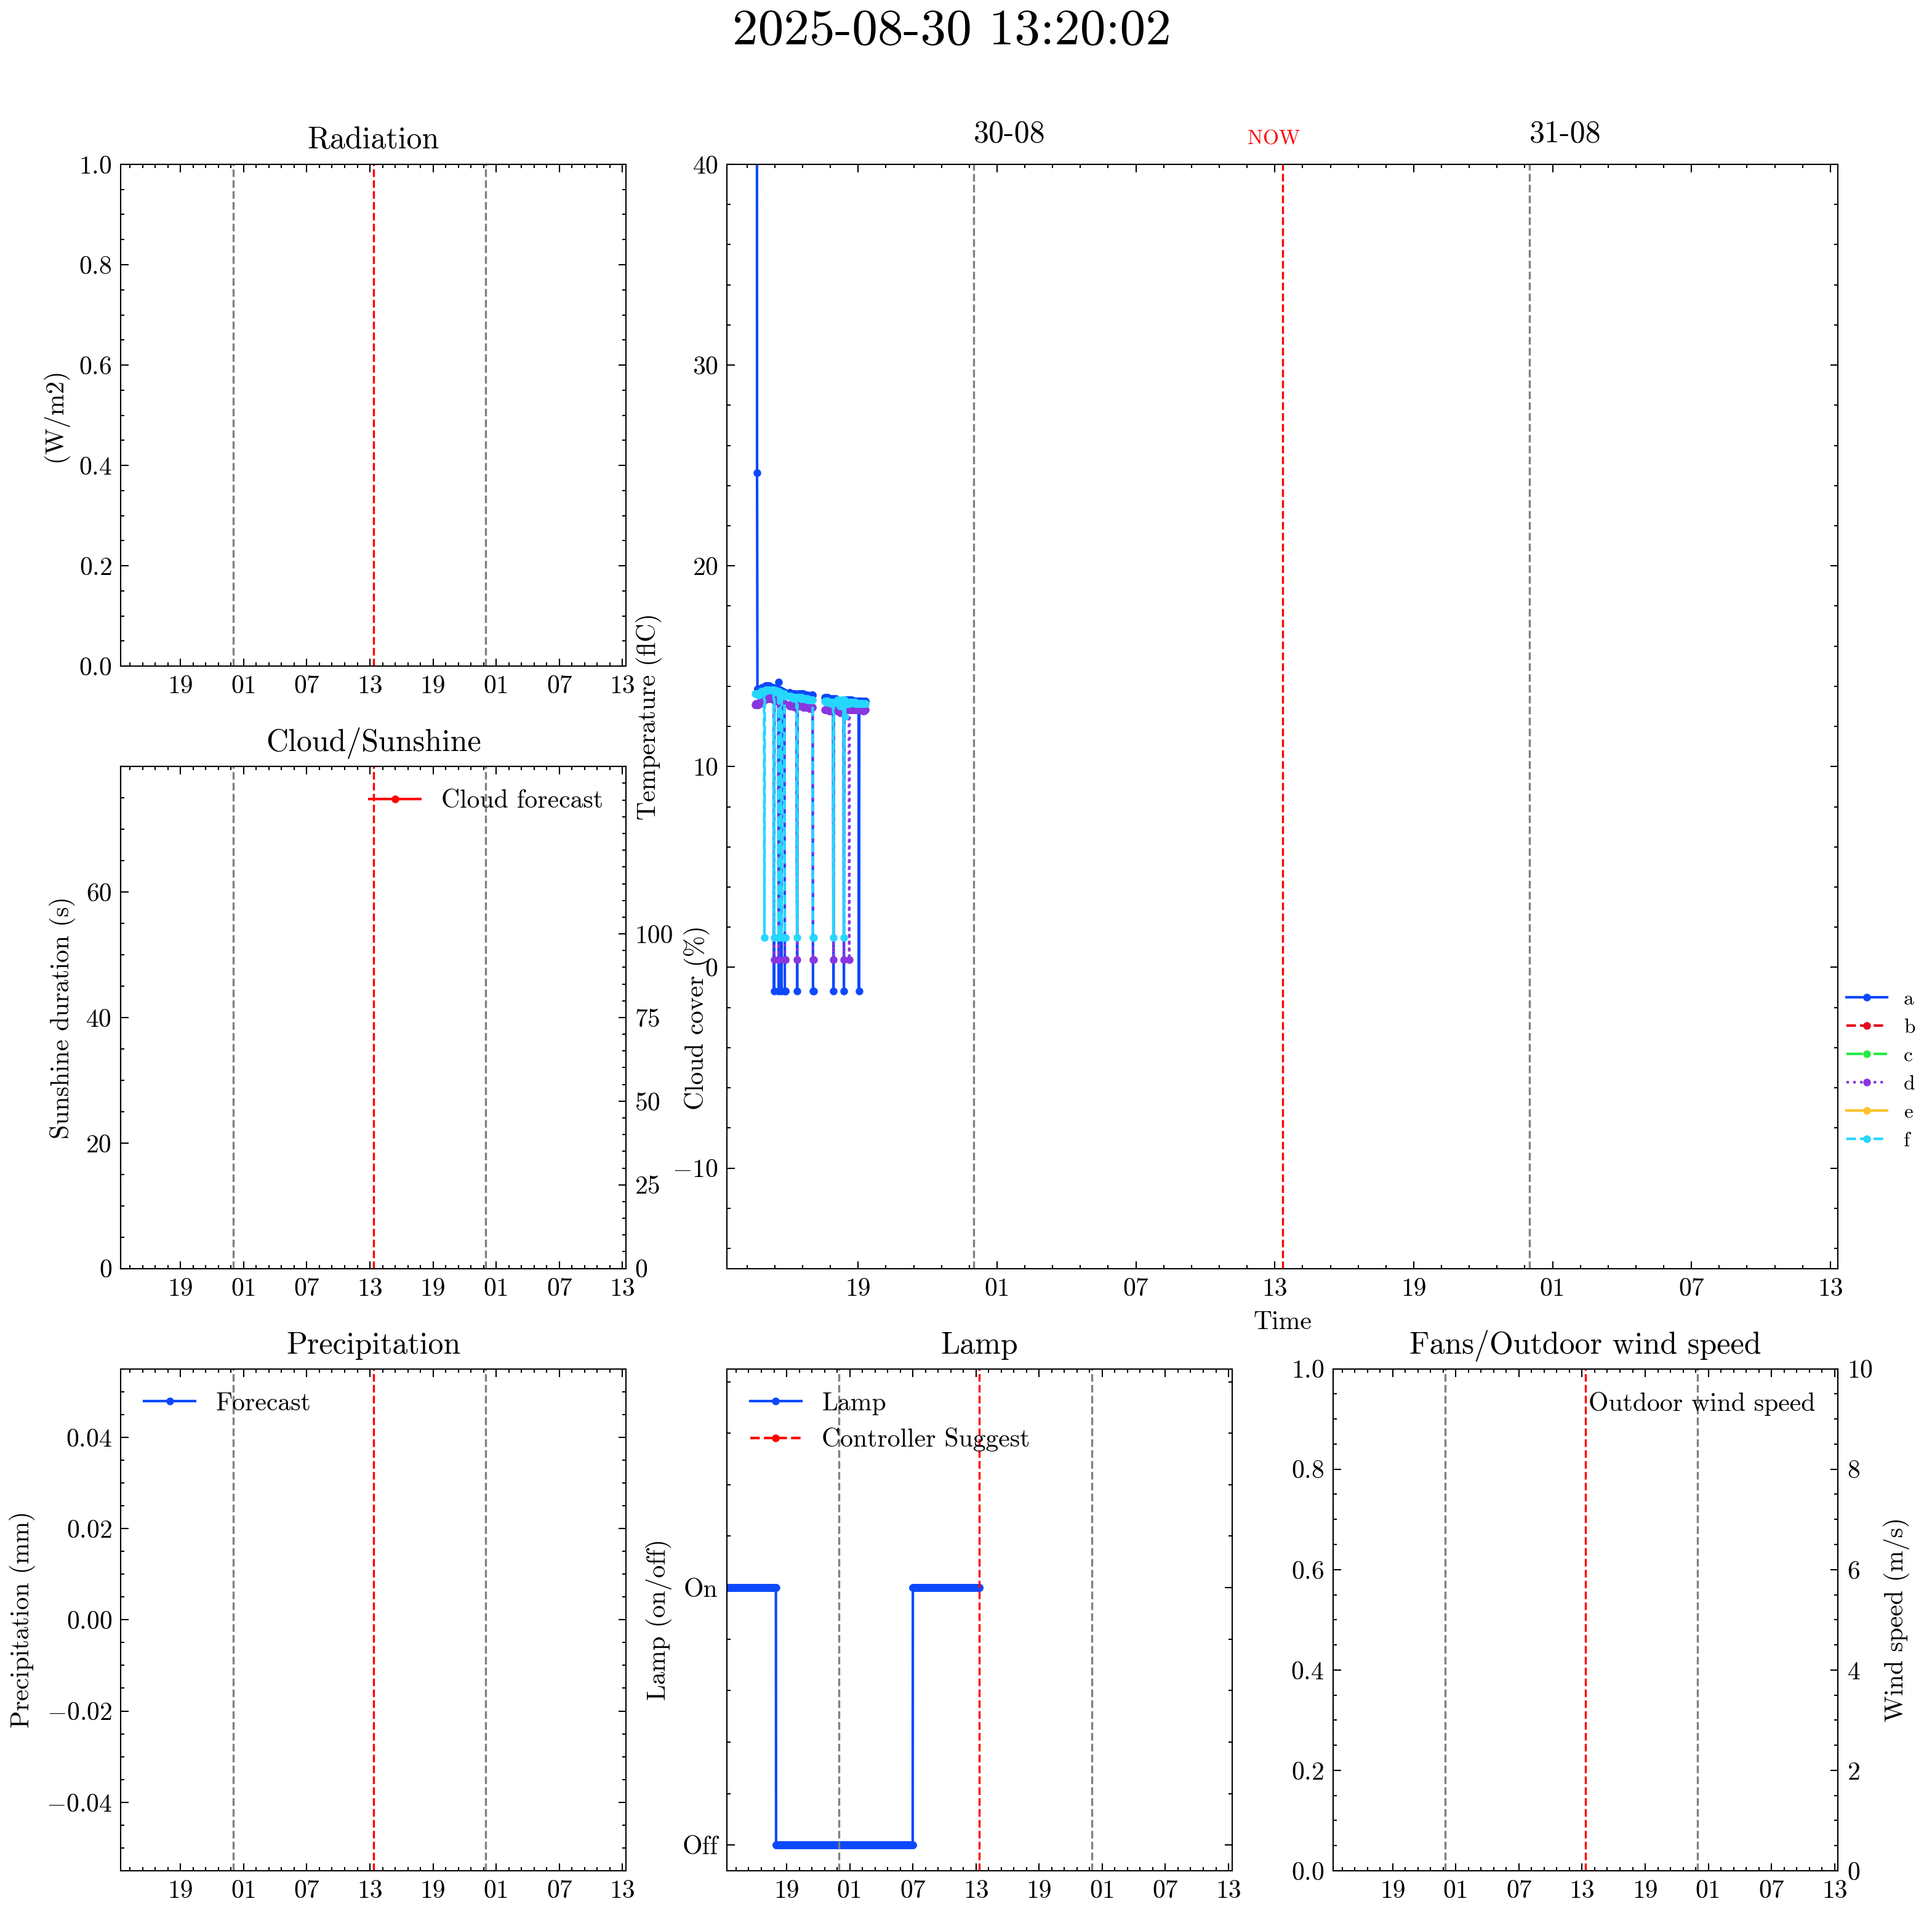 2025-08-30 13:20:02
Radiation
(W/m2)
1.0
0.8
0.6
0.4
0.2
0.0
19 01 07 13 19 01 07 13
30-08
NOW
31-08
Temperature (flC)
40
30
20
10
0
−10
19 01 07 13 19 01 07 13
Time
a
b
c
d
e
f
Cloud/Sunshine
Cloud forecast
Sunshine duration (s)
60
40
20
0
Cloud cover (%)
100
75
50
25
0
19 01 07 13 19 01 07 13
Precipitation
Forecast
Precipitation (mm)
0.04
0.02
0.00
−0.02
−0.04
19 01 07 13 19 01 07 13
Lamp
Lamp
Controller Suggest
Lamp (on/off)
On
Off
19 01 07 13 19 01 07 13
Fans/Outdoor wind speed
Outdoor wind speed
1.0
0.8
0.6
0.4
0.2
0.0
10
8
6
4
2
0
Wind speed (m/s)
19 01 07 13 19 01 07 13